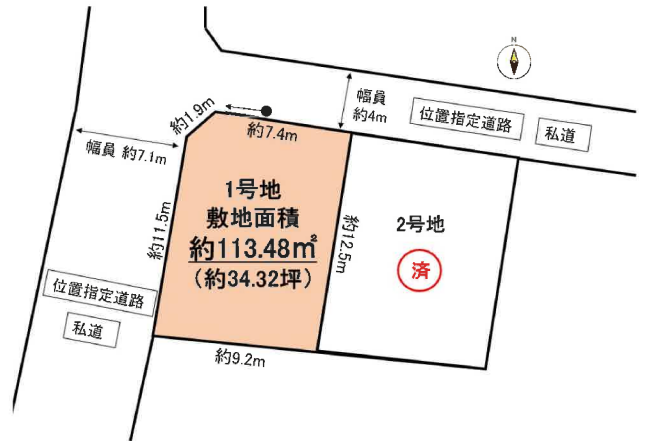 N
約1.9m
約7.4m
幅員
約4m
位置指定道路
私道
幅員 約7.1m
1号地
敷地面積
約113.48㎡
(約34.32坪)
約11.5m
約12.5m
2号地
済
位置指定道路
私道
約9.2m